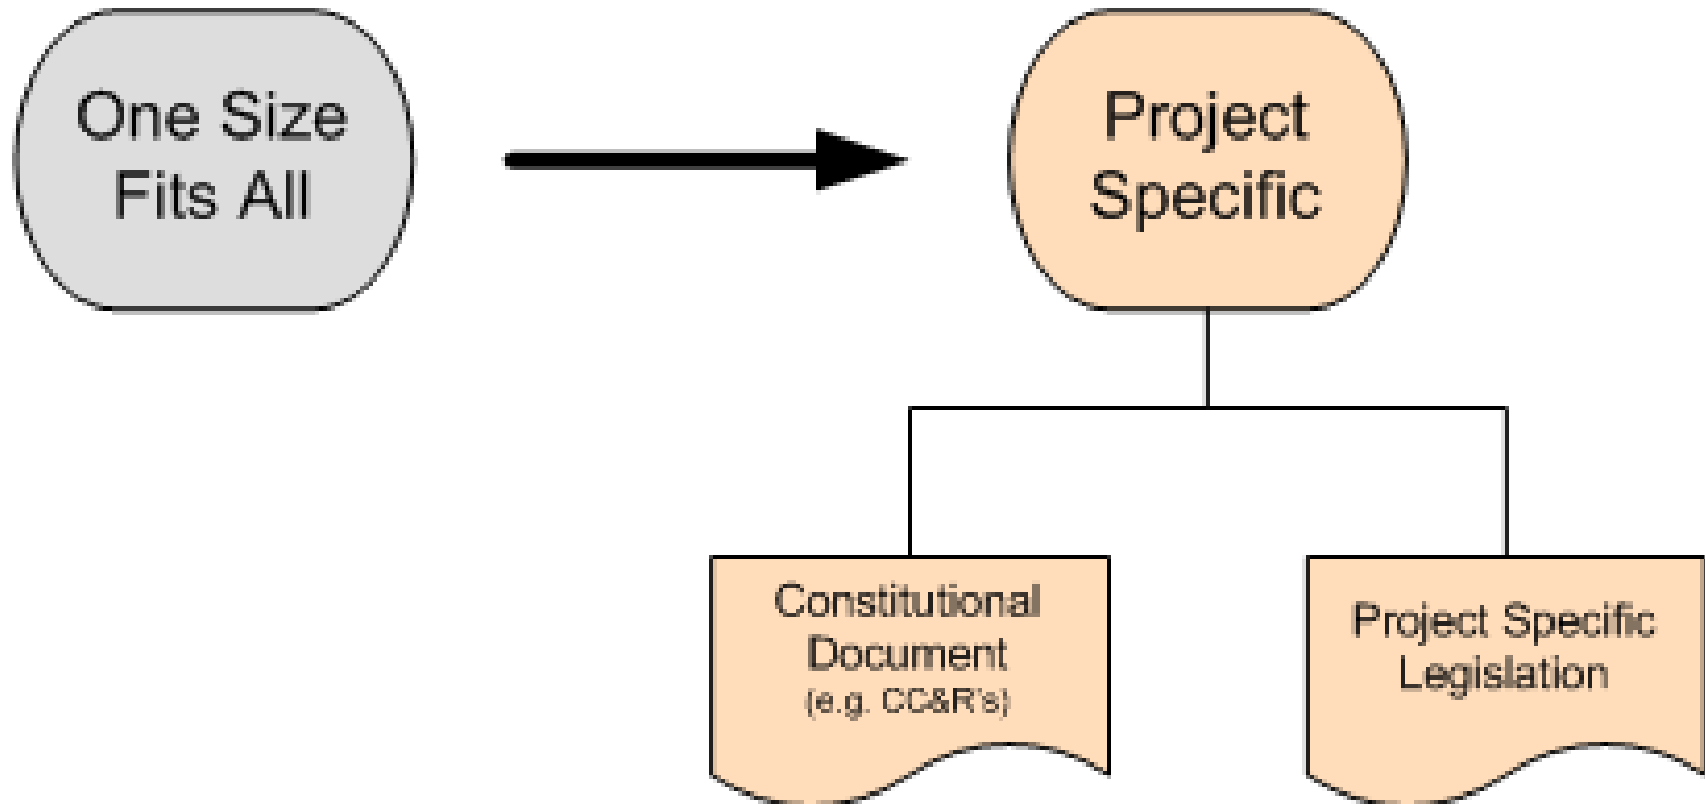 One Size
Fits All
Project
Specific
Constitutional
Document
(e.g. CC&R's)
Project Specific
Legislation